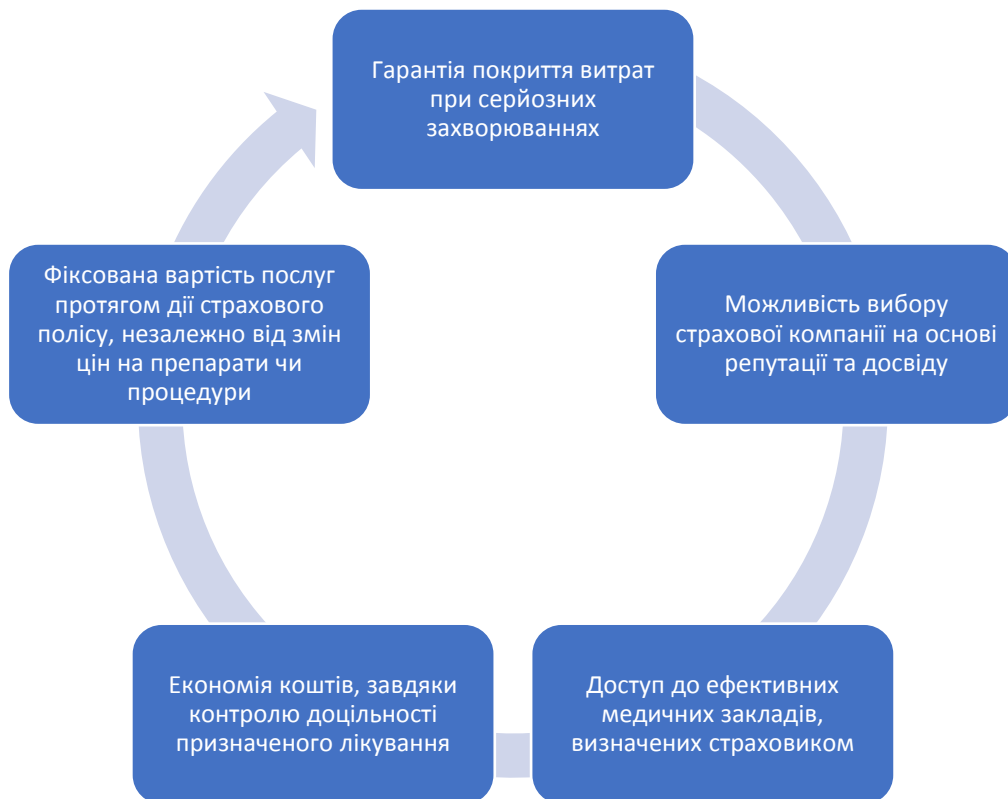 Гарантія покриття витрат
при серйозних
захворюваннях
Можливість вибору
страхової компанії на основі
репутації та досвіду
Доступ до ефективних
медичних закладів,
визначених страховиком
Економія коштів, завдяки
контролю доцільності
призначеного лікування
Фіксована вартість послуг
протягом дії страхового
полісу, незалежно від змін
цін на препарати чи
процедури